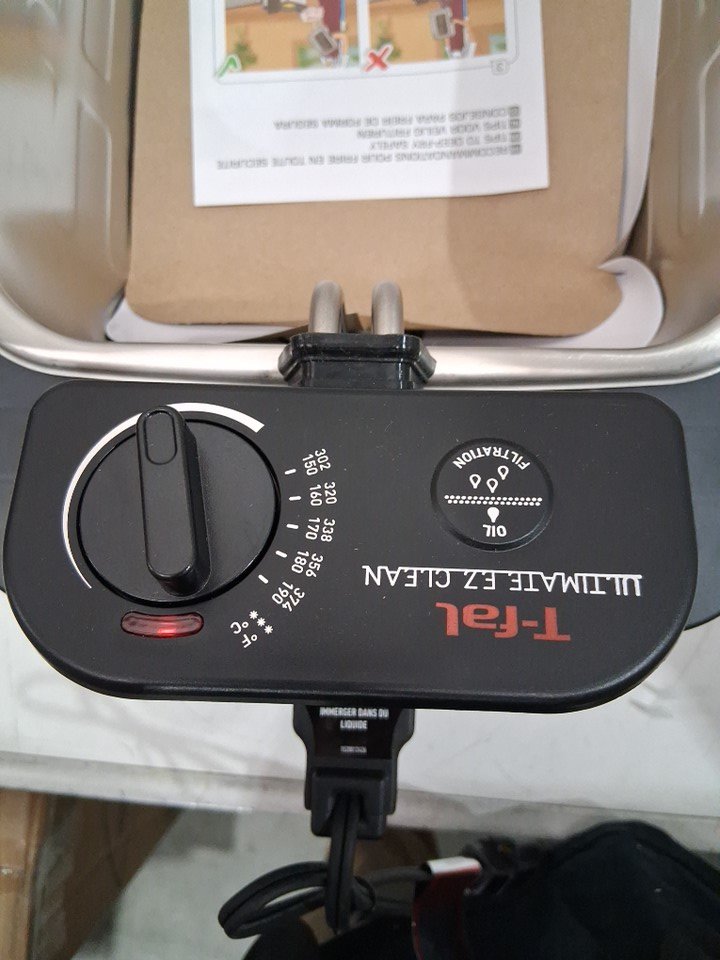 RECOMMANDATIONS POUR FRIRE EN TOUTE SECURITE
TIPS TO DEEP-FRY SAFELY
TIPS VOOR VEILIG FRITUREN
CONSEJOS PARA FREIR DE FORMA SEGURA
T-fal
ULTIMATE EZ CLEAN
OIL
FILTRATION
°F
°C
374
190
356
180
338
170
320
160
302
150
IMMERGER DANS DU
LIQUIDE